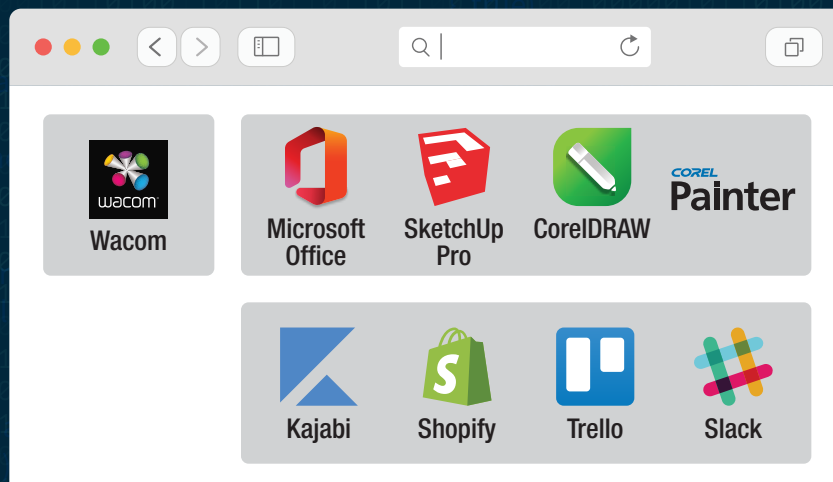 wacom
Wacom
Microsoft
Office
SketchUp
Pro
CorelDRAW
COREL
Painter
Kajabi
S
Shopify
Trello
Slack